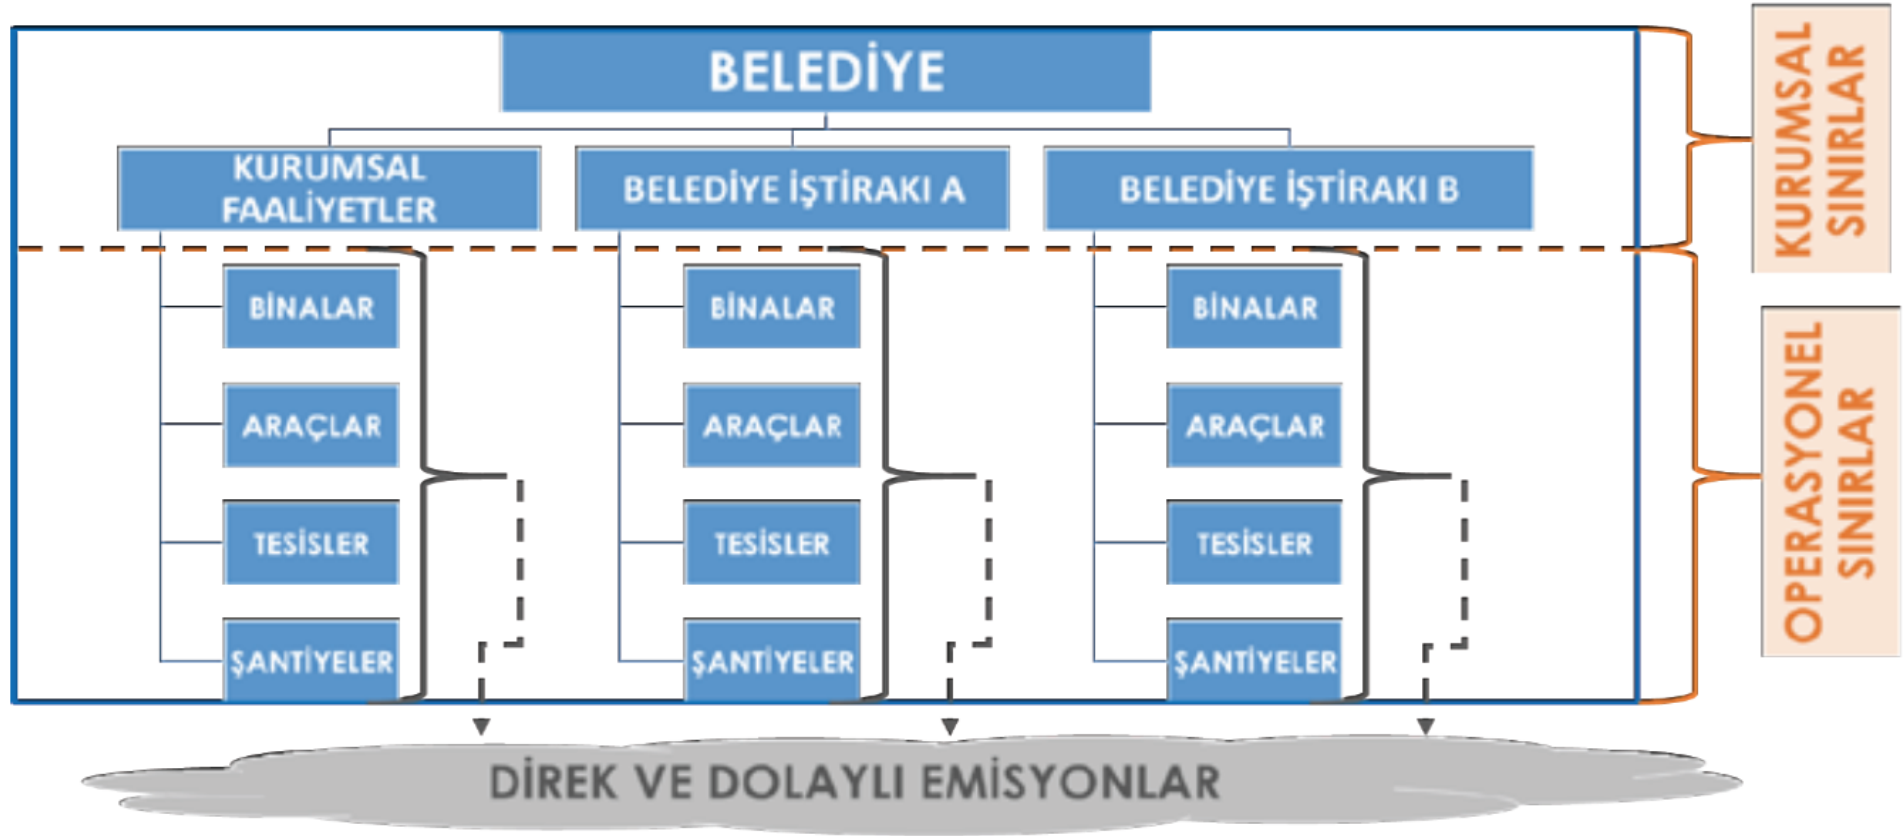 BELEDİYE
KURUMSAL
FAALİYETLER
BELEDİYE İŞTİRAKI A
BELEDİYE İŞTİRAKI B
BİNALAR
ARAÇLAR
TESİSLER
ŞANTİYELER
BİNALAR
ARAÇLAR
TESİSLER
ŞANTİYELER
BİNALAR
ARAÇLAR
TESİSLER
ŞANTİYELER
KURUMSAL
SINIRLAR
OPERASYONEL
SINIRLAR
DİREK VE DOLAYLI EMİSYONLAR